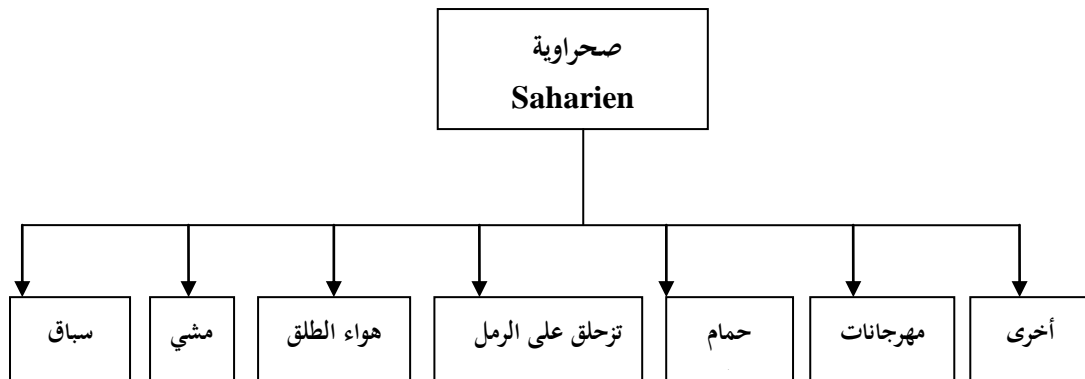 صحراوية
Saharien
أخرى
مهرجانات
حمام
تزحلق على الرمل
هواء الطلق
مشي
سباق